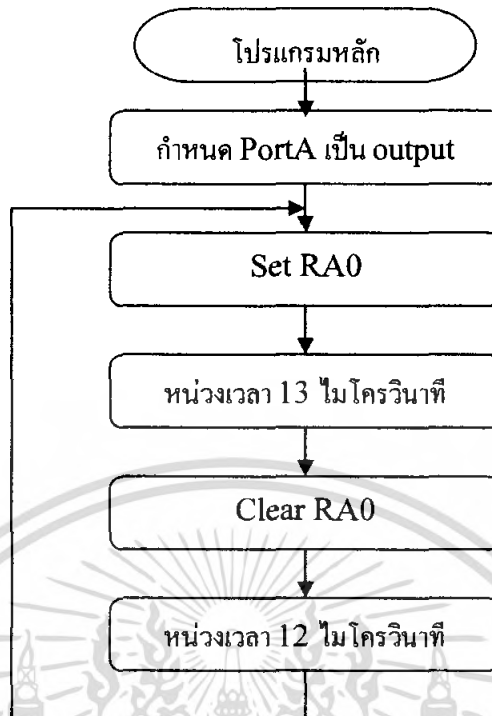 โปรแกรมหลัก
กำหนด PortA เป็น output
Set RA0
หน่วงเวลา 13 ไมโครวินาที
Clear RA0
หน่วงเวลา 12 ไมโครวินาที